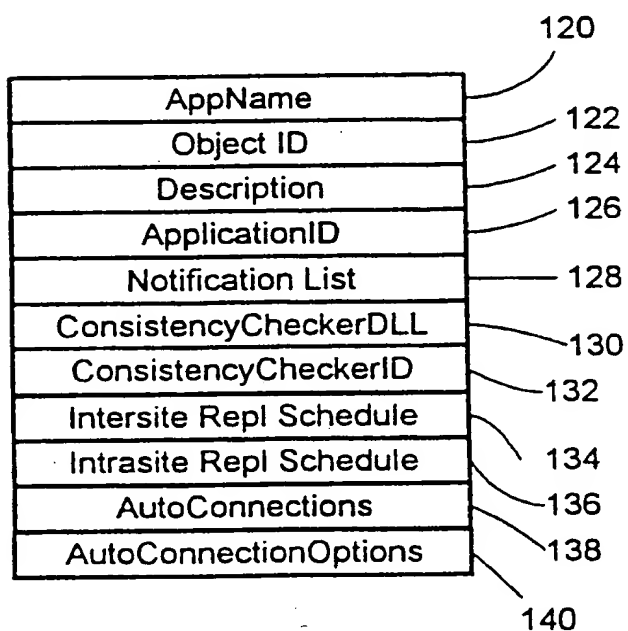 120
AppName
122
Object ID
124
Description
126
ApplicationID
Notification List
128
ConsistencyCheckerDLL
130
ConsistencyCheckerID
132
Intersite Repl Schedule
134
Intrasite Repl Schedule
136
AutoConnections
138
AutoConnectionOptions
140